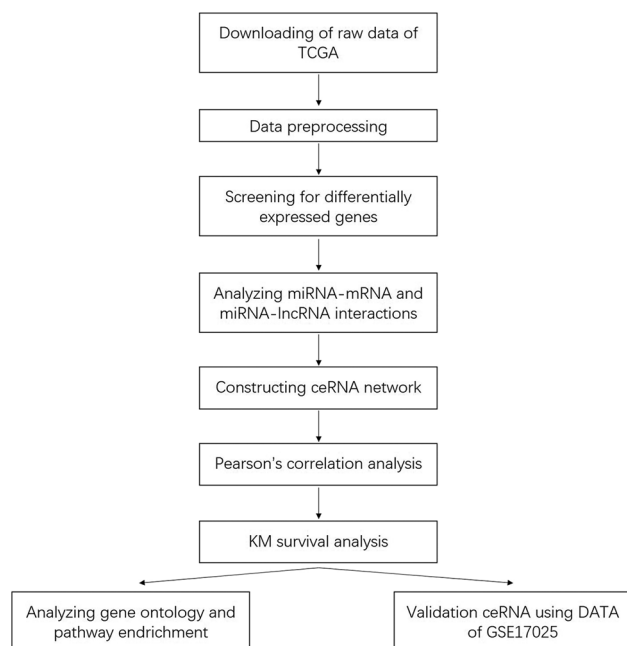 Downloading of raw data of
TCGA
Data preprocessing
Screening for differentially
expressed genes
Analyzing miRNA-mRNA and
miRNA-lncRNA interactions
Constructing ceRNA network
Pearson's correlation analysis
KM survival analysis
Analyzing gene ontology and
pathway endrichment
Validation ceRNA using DATA
of GSE17025